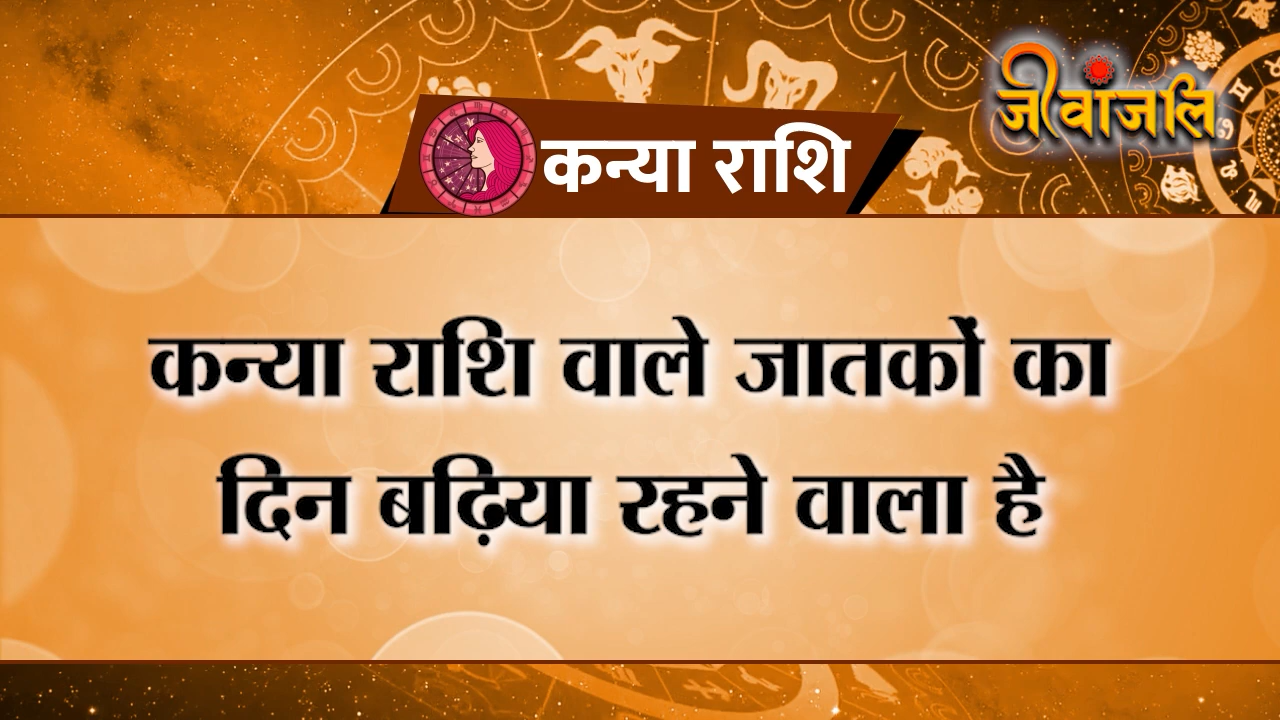 जीवांजलि
कन्या राशि
कन्या राशि वाले जातकों का
दिन बढ़िया रहने वाला है